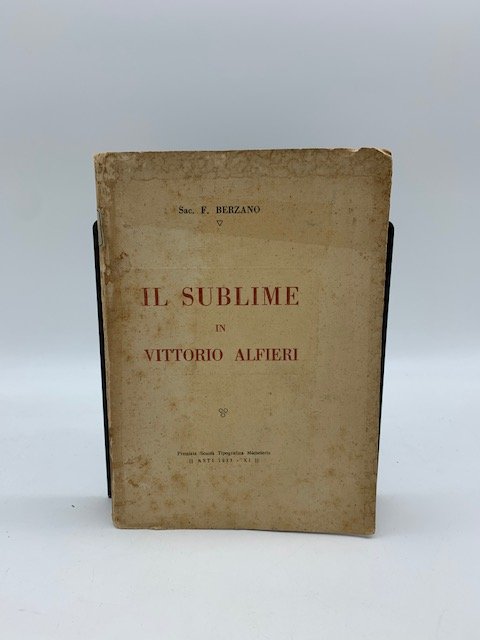 Sac. F. BERZANO
IL SUBLIME
IN
VITTORIO ALFIERI
Premiata Scuola Tipografica Michelerio
ASTI 1933 - XI